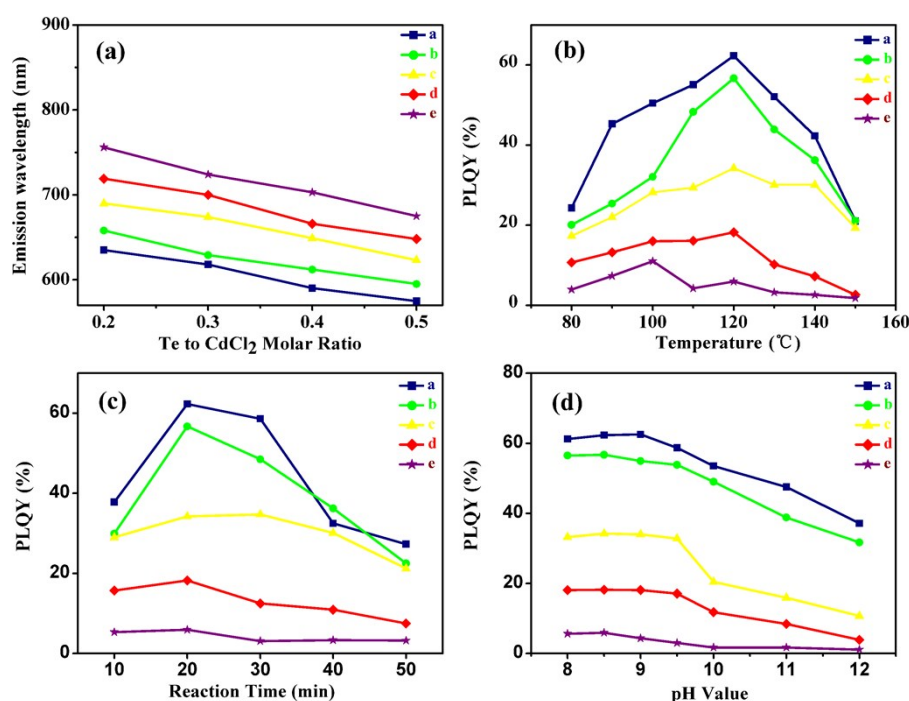 (a)
900
800
700
600
Emission wavelength (nm)
0.2 0.3 0.4 0.5
Te to CdCl2 Molar Ratio
a
b
c
d
e
(b)
60
40
20
0
PLQY (%)
80 100 120 140 160
Temperature (℃)
a
b
c
d
e
(c)
60
40
20
0
PLQY (%)
10 20 30 40 50
Reaction Time (min)
a
b
c
d
e
(d)
80
60
40
20
0
PLQY (%)
8 9 10 11 12
pH Value
a
b
c
d
e